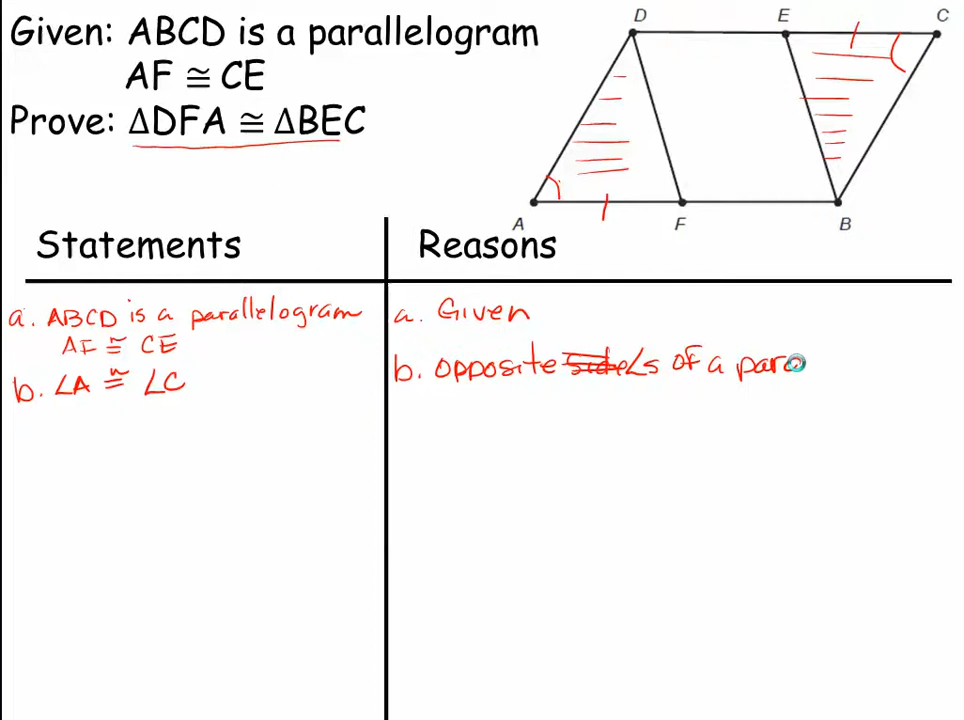 Given: ABCD is a parallelogram
AF ≅ CE
Prove: ΔDFA ≅ ΔBEC
D E C
A F B
Statements Reasons
a. ABCD is a parallelogram a. Given
AF ≅ CE
b. ∠A ≅ ∠C b. opposite ∠s of a para